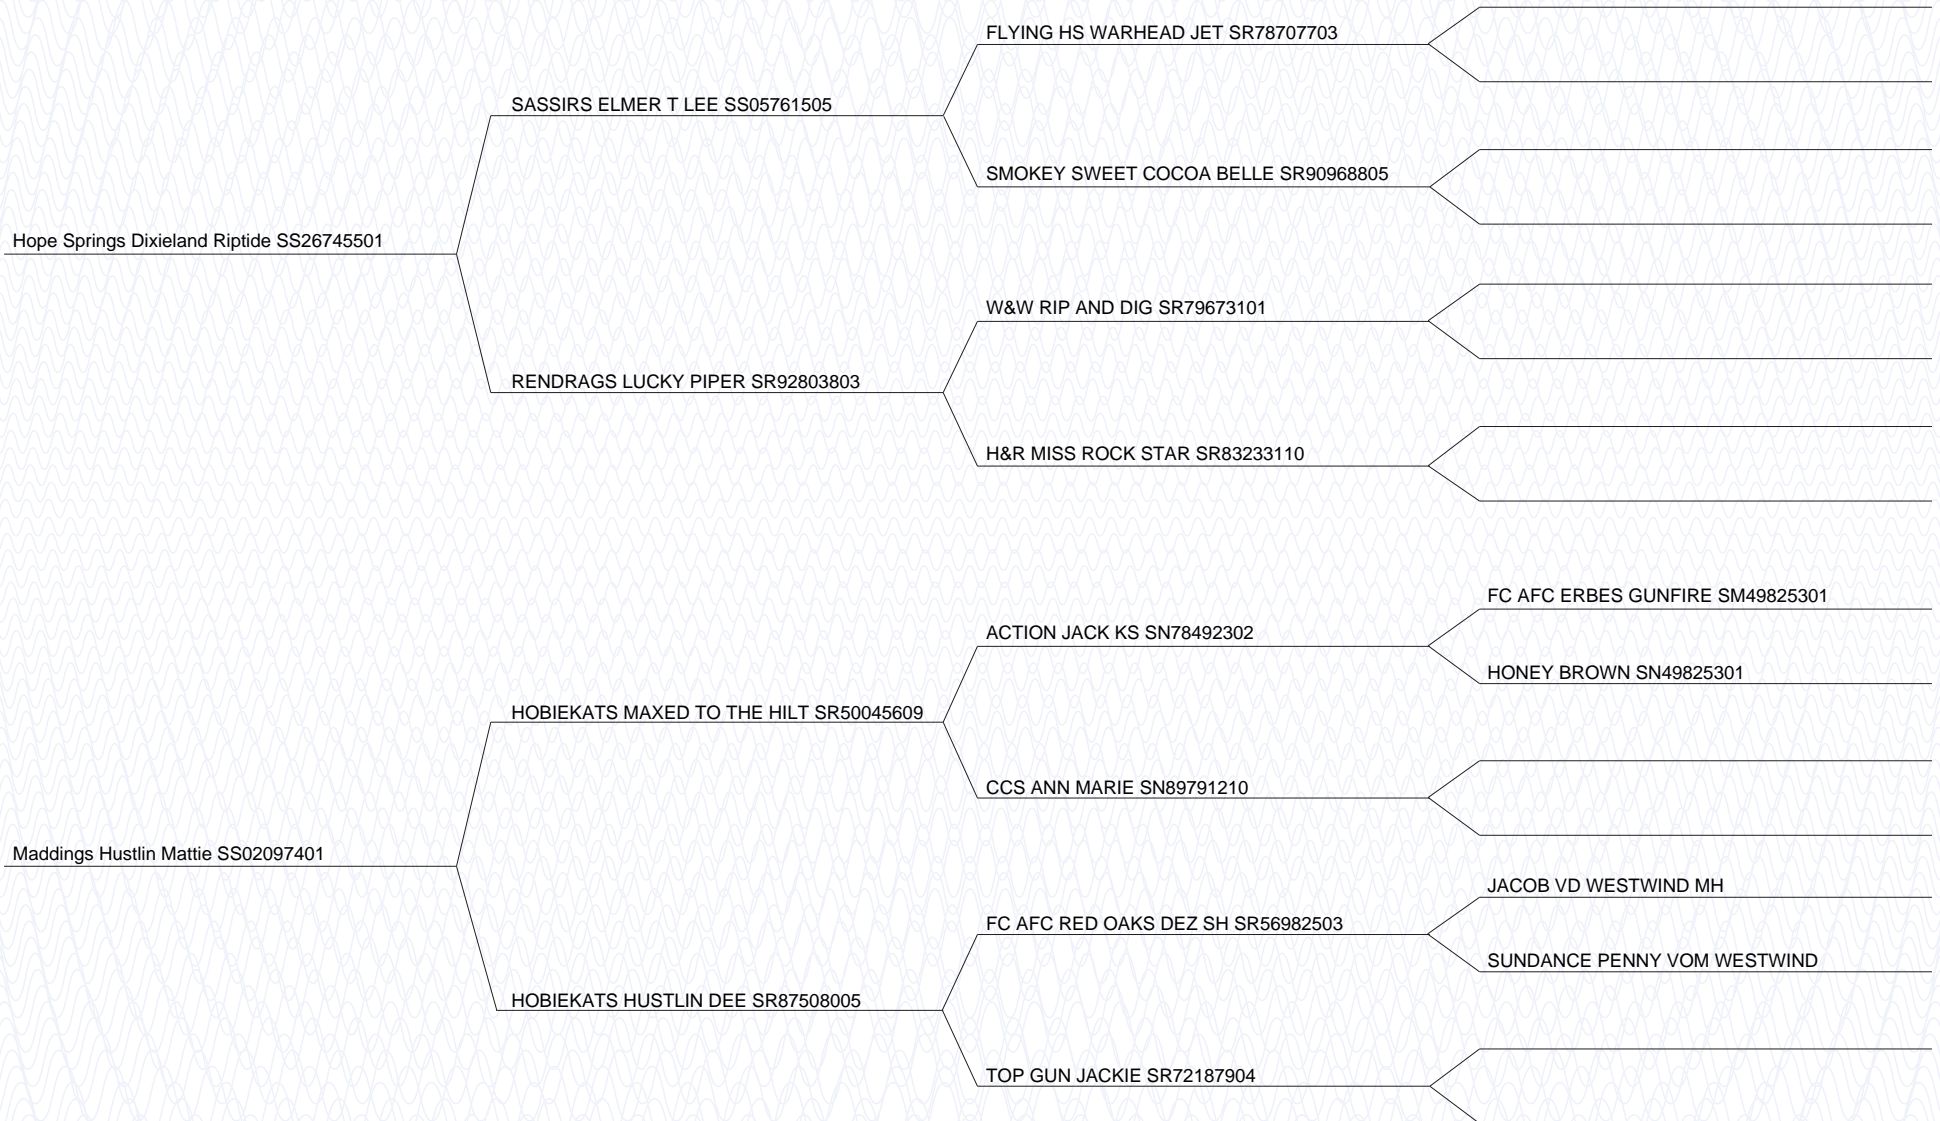 FLYING HS WARHEAD JET SR78707703
SASSIRS ELMER T LEE SS05761505
SMOKEY SWEET COCOA BELLE SR90968805
Hope Springs Dixieland Riptide SS26745501
W&W RIP AND DIG SR79673101
RENDRAGS LUCKY PIPER SR92803803
H&R MISS ROCK STAR SR83233110
FC AFC ERBES GUNFIRE SM49825301
ACTION JACK KS SN78492302
HONEY BROWN SN49825301
HOBIEKATS MAXED TO THE HILT SR50045609
CCS ANN MARIE SN89791210
Maddings Hustlin Mattie SS02097401
JACOB VD WESTWIND MH
FC AFC RED OAKS DEZ SH SR56982503
SUNDANCE PENNY VOM WESTWIND
HOBIEKATS HUSTLIN DEE SR87508005
TOP GUN JACKIE SR72187904